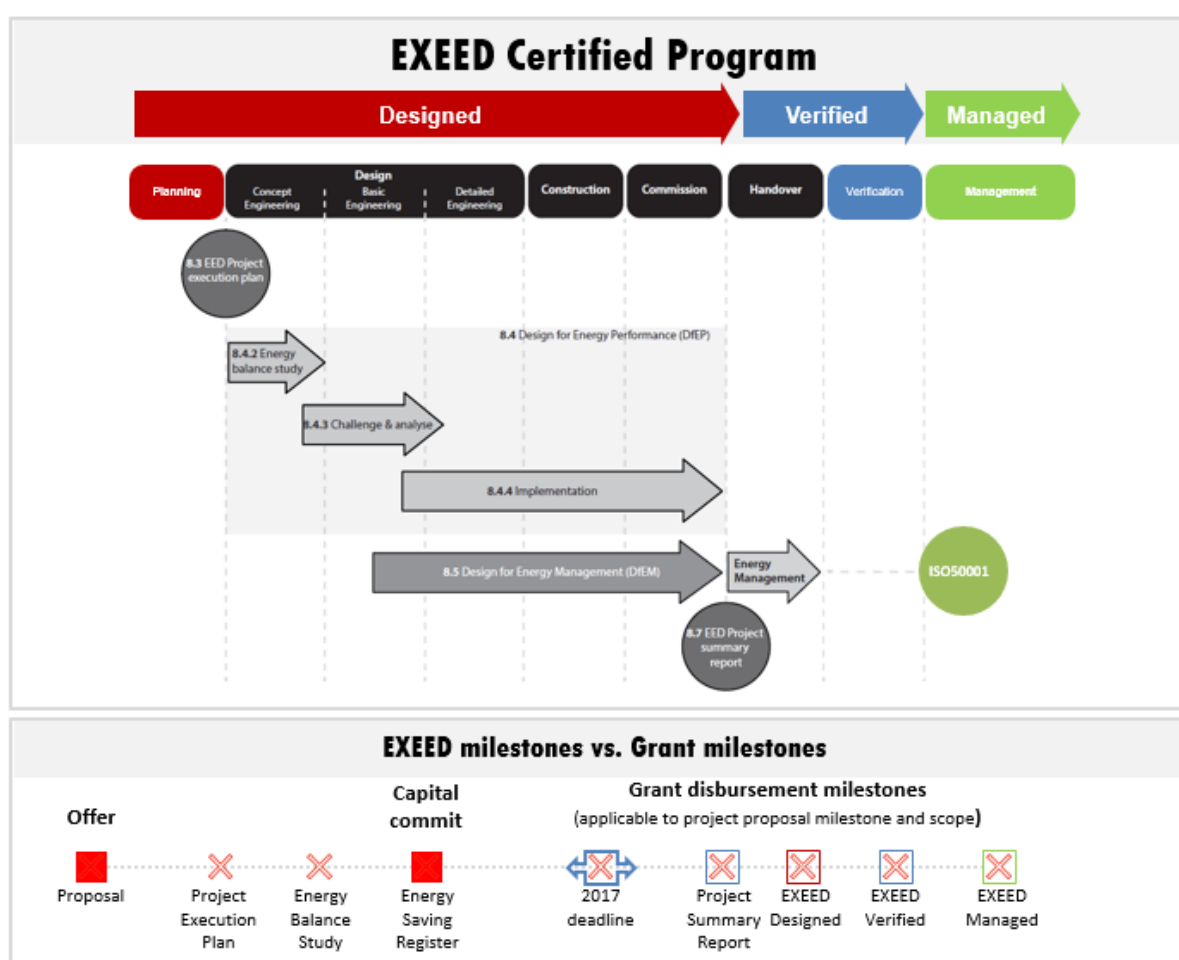 EXEED Certified Program
Designed
Verified
Managed
Planning
Design
Concept
Engineering
Basic
Engineering
Detailed
Engineering
Construction
Commission
Handover
Verification
Management
8.3 EED Project
execution plan
8.4 Design for Energy Performance (DfEP)
8.4.2 Energy
balance study
8.4.3 Challenge & analyse
8.4.4 Implementation
8.5 Design for Energy Management (DfEM)
Energy
Management
ISO50001
8.7 EED Project
summary
report
EXEED milestones vs. Grant milestones
Offer
Capital
commit
Grant disbursement milestones
(applicable to project proposal milestone and scope)
Proposal
Project
Execution
Plan
Energy
Balance
Study
Energy
Saving
Register
2017
deadline
Project
Summary
Report
EXEED
Designed
EXEED
Verified
EXEED
Managed